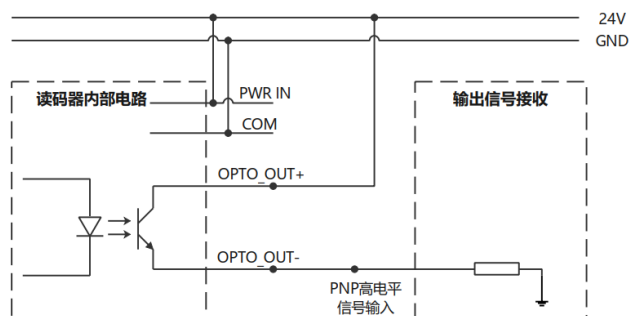 24V
GND
读码器内部电路
PWR IN
输出信号接收
COM
OPTO_OUT+
OPTO_OUT-
PNP高电平
信号输入